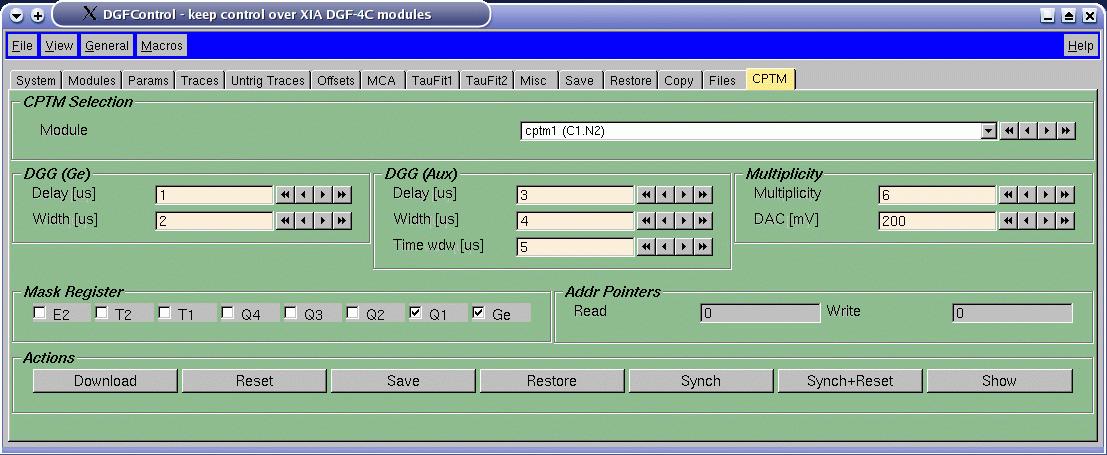 DGFControl - keep control over XIA DGF-4C modules
File View General Macros Help
System Modules Params Traces Untrig Traces Offsets MCA TauFit1 TauFit2 Misc Save Restore Copy Files CPTM
CPTM Selection
Module cptm1 (C1.N2)
DGG (Ge) DGG (Aux) Multiplicity
Delay [us] 1 Delay [us] 3 Multiplicity 6
Width [us] 2 Width [us] 4 DAC [mV] 200
Time wdw [us] 5
Mask Register Addr Pointers
E2 T2 T1 Q4 Q3 Q2 Q1 Ge Read 0 Write 0
Actions
Download Reset Save Restore Synch Synch+Reset Show